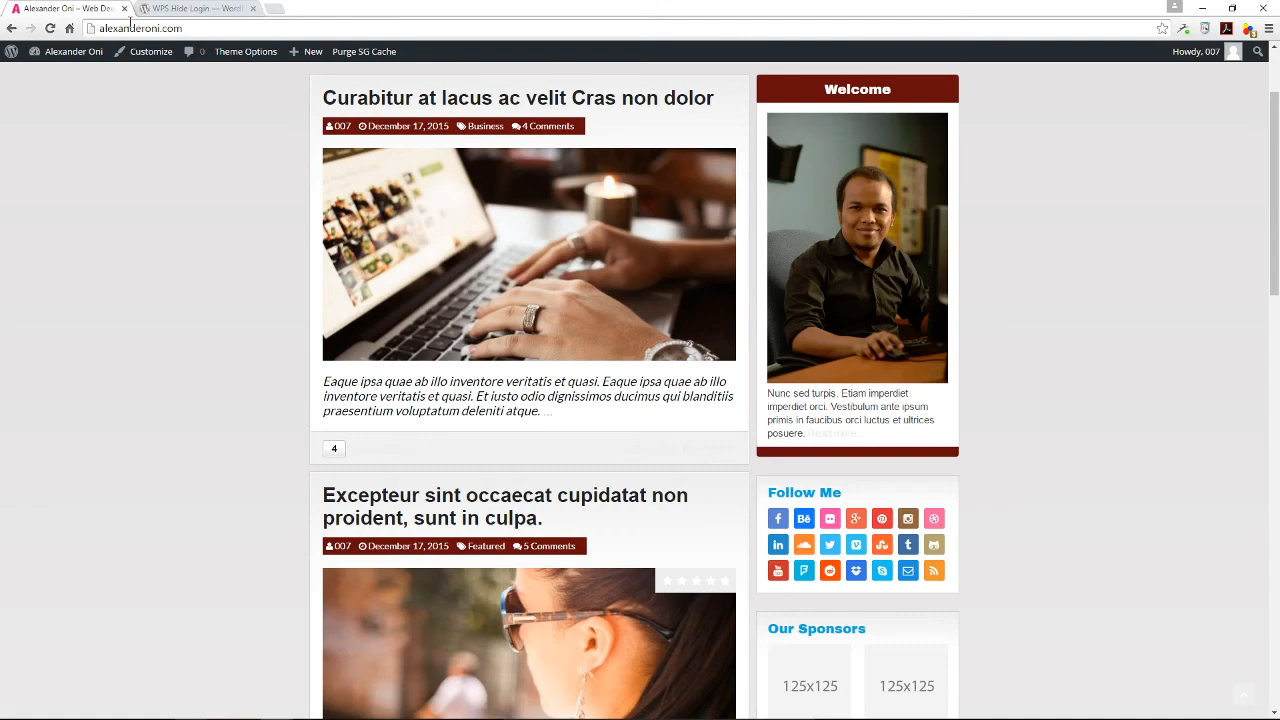 Alexander Oni – Web Dev
WPS Hide Login — Word
alexanderoni.com
Alexander Oni
Customize
0
Theme Options
New
Purge SG Cache
Howdy, 007
Curabitur at lacus ac velit Cras non dolor
007 December 17, 2015 Business 4 Comments
Eaque ipsa quae ab illo inventore veritatis et quasi. Eaque ipsa quae ab illo
inventore veritatis et quasi. Et iusto odio dignissimos ducimus qui blanditiis
praesentium voluptatum deleniti atque. ...
4
Excepteur sint occaecat cupidatat non
proident, sunt in culpa.
007 December 17, 2015 Featured 5 Comments
Welcome
Nunc sed turpis. Etiam imperdiet
imperdiet orci. Vestibulum ante ipsum
primis in faucibus orci luctus et ultrices
posuere. Read more...
Follow Me
Our Sponsors
125x125
125x125